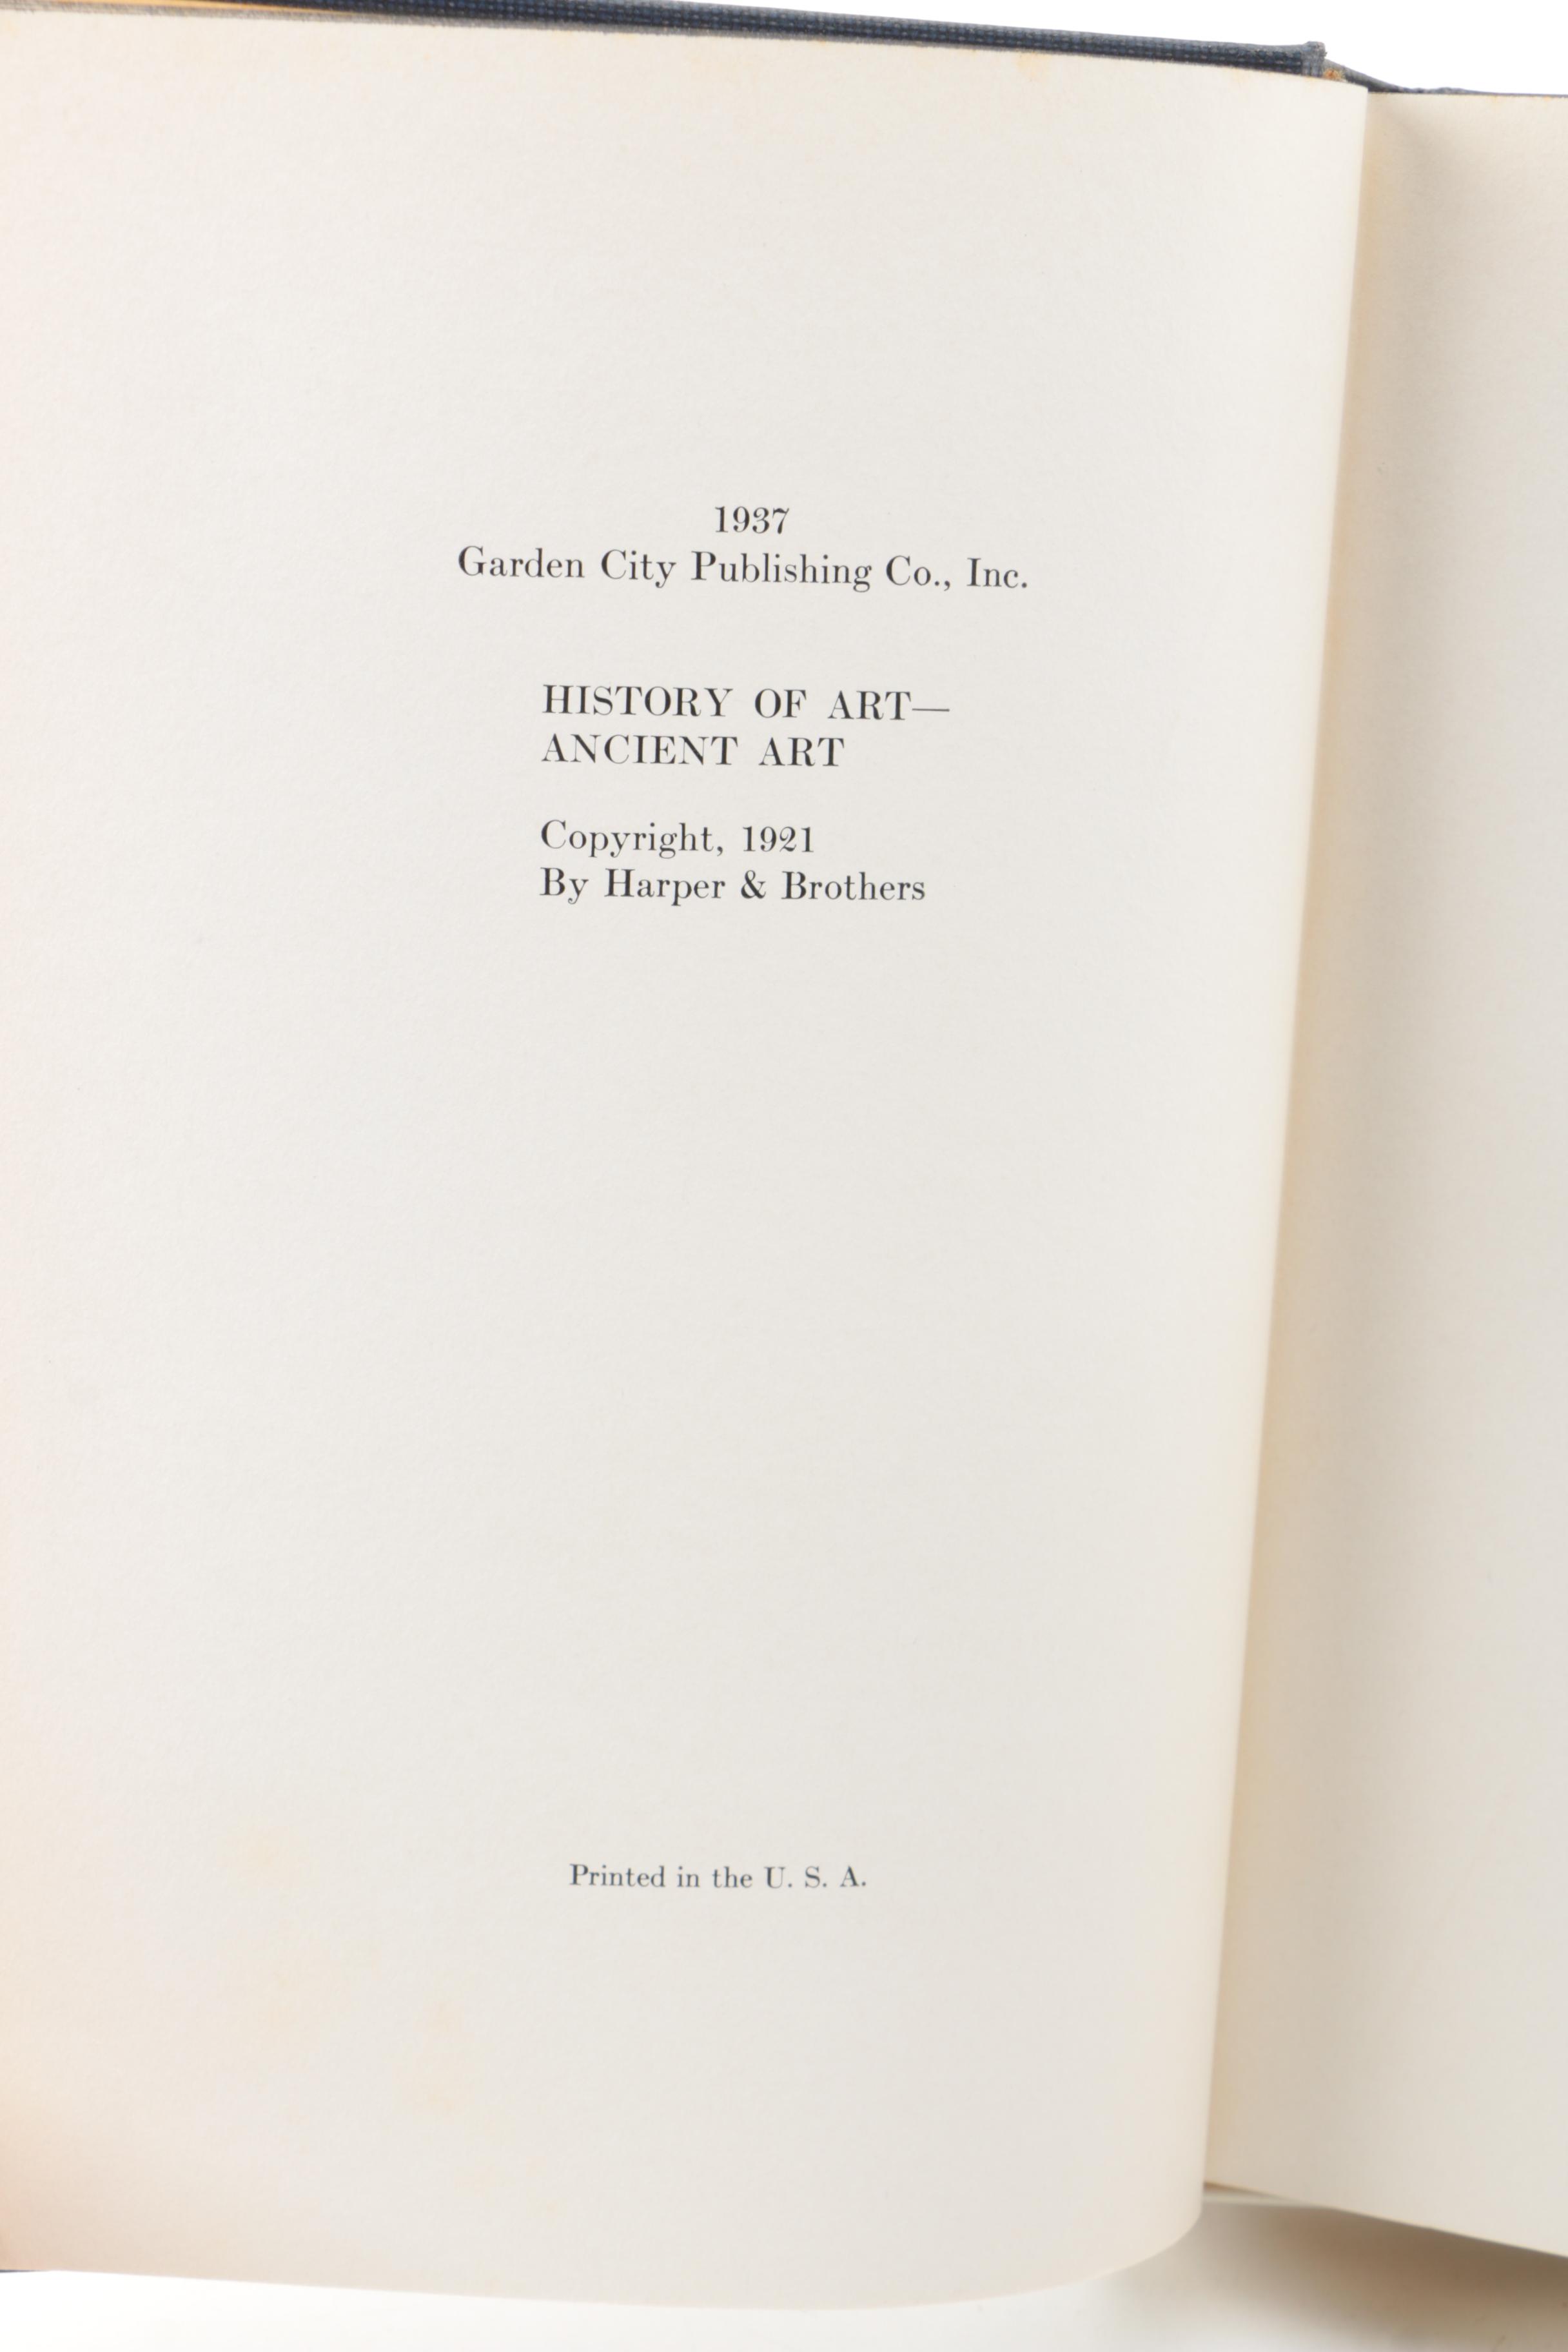 1937
Garden City Publishing Co., Inc.
HISTORY OF ART—
ANCIENT ART
Copyright, 1921
By Harper & Brothers
Printed in the U. S. A.